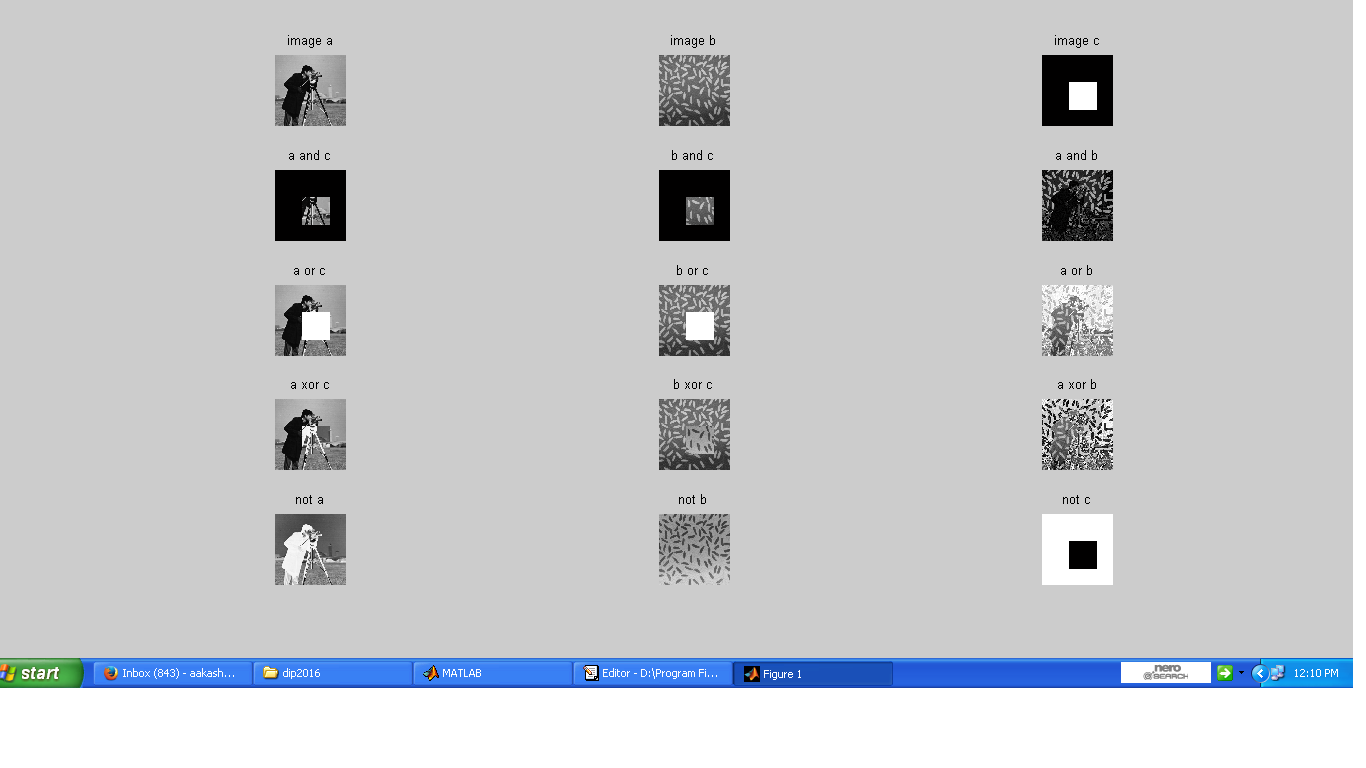 image a
image b
image c
a and c
b and c
a and b
a or c
b or c
a or b
a xor c
b xor c
a xor b
not a
not b
not c
start
Inbox (843) - aakash...
dip2016
MATLAB
Editor - D:\Program Fi...
Figure 1
nero
@SEARCH
12:10 PM